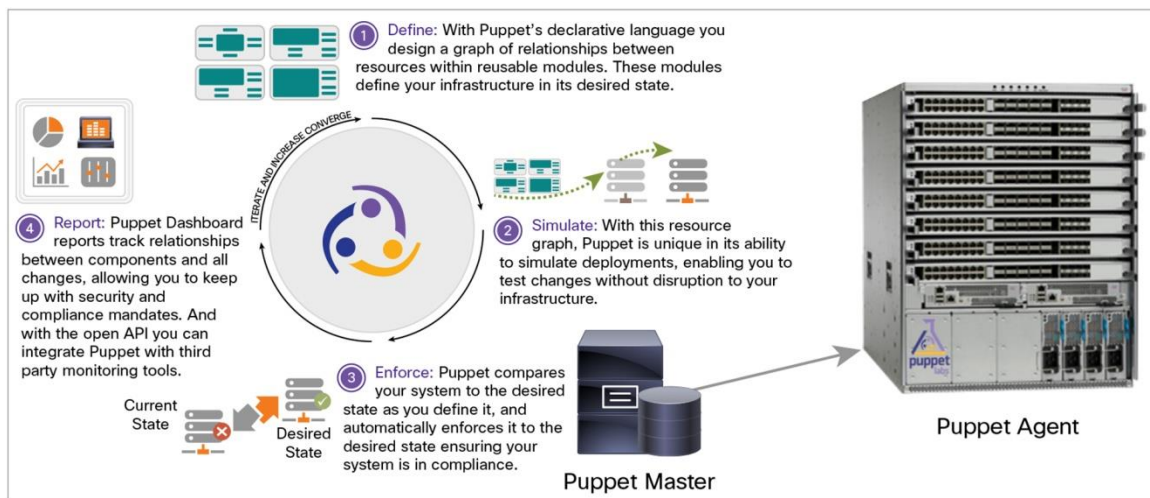 1 Define: With Puppet's declarative language you
design a graph of relationships between
resources within reusable modules. These modules
define your infrastructure in its desired state.
ITERATE AND INCREASE CONVERGE
2 Simulate: With this resource
graph, Puppet is unique in its ability
to simulate deployments, enabling you to
test changes without disruption to your
infrastructure.
4 Report: Puppet Dashboard
reports track relationships
between components and all
changes, allowing you to keep
up with security and
compliance mandates. And
with the open API you can
integrate Puppet with third
party monitoring tools.
3 Enforce: Puppet compares
your system to the desired
state as you define it, and
automatically enforces it to the
desired state ensuring your
system is in compliance.
Current
State
Desired
State
Puppet Master
puppet
labs
Puppet Agent